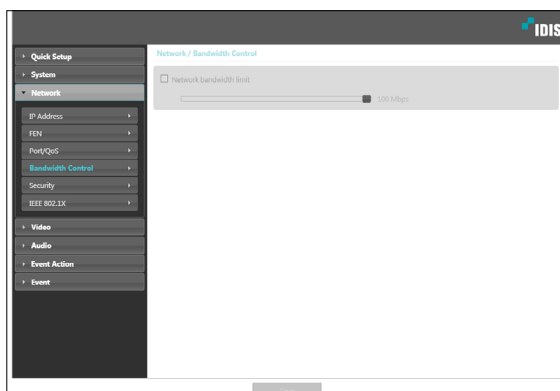 IDIS
Quick Setup
System
Network
IP Address
FEN
Port/QoS
Bandwidth Control
Security
IEEE 802.1X
Video
Audio
Event Action
Event
Network / Bandwidth Control
Network bandwidth limit
100 Mbps